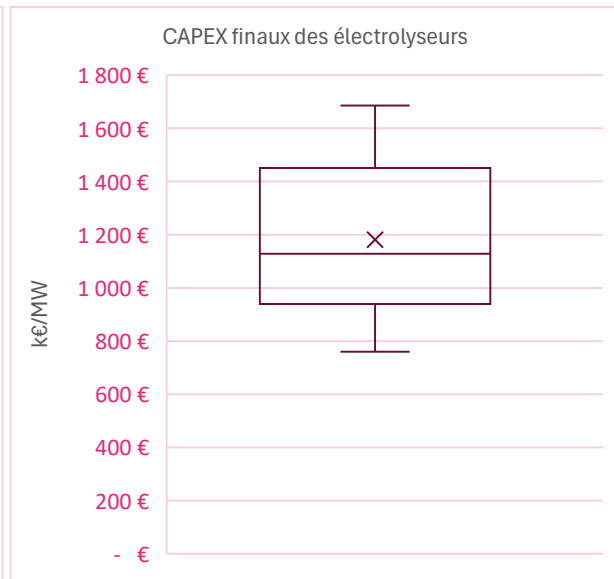 CAPEX finaux des électrolyseurs
1 800 €
1 600 €
1 400 €
1 200 €
1 000 €
800 €
600 €
400 €
200 €
- €
k€/MW